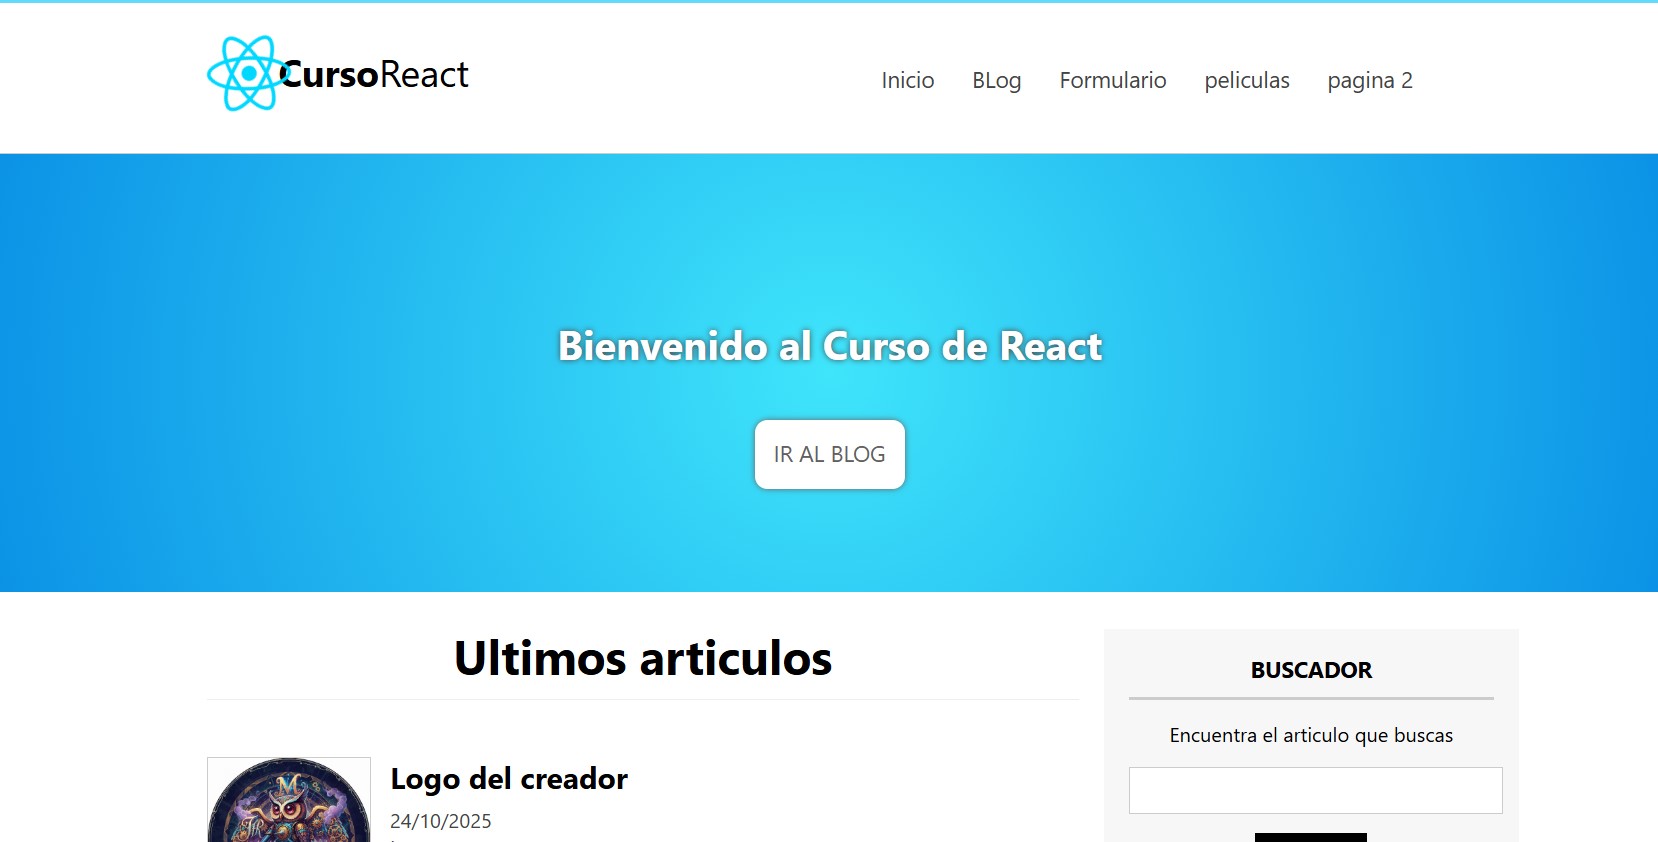 CursoReact
Inicio BLog Formulario peliculas pagina 2
Bienvenido al Curso de React
IR AL BLOG
Ultimos articulos
Logo del creador
24/10/2025
BUSCADOR
Encuentra el articulo que buscas
M